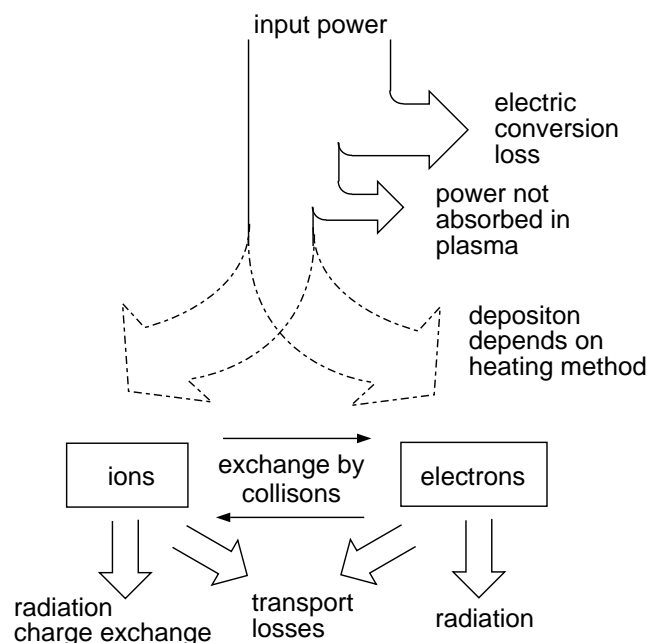 input power
electric
conversion
loss
power not
absorbed in
plasma
depositon
depends on
heating method
ions
exchange by
collisons
electrons
radiation
charge exchange
transport
losses
radiation